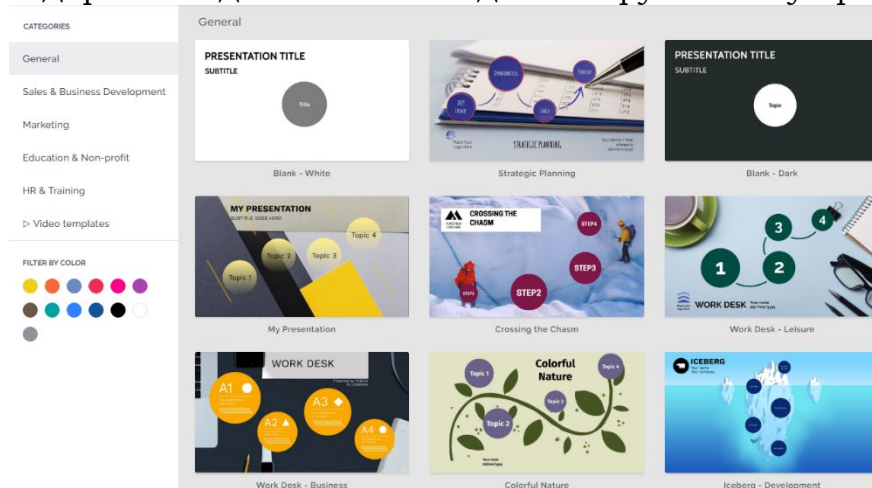 CATEGORIES
General
Sales & Business Development
Marketing
Education & Non-profit
HR & Training
▷ Video templates
FILTER BY COLOR
General
PRESENTATION TITLE
SUBTITLE
Title
Blank - White
STRATEGIC PLANNING
Strategic Planning
PRESENTATION TITLE
SUBTITLE
Topic
Blank - Dark
MY PRESENTATION
SUBTITLE GOES HERE
Topic 1
Topic 2
Topic 3
Topic 4
My Presentation
CROSSING THE
CHASM
STEP1
STEP2
STEP3
STEP4
Crossing the Chasm
1
2
3
4
WORK DESK
Your name
Work Desk - Leisure
WORK DESK
A1
A2
A3
A4
Work Desk - Business
Colorful
Nature
Topic 1
Topic 2
Topic 3
Topic 4
Colorful Nature
ICEBERG
Iceberg - Development